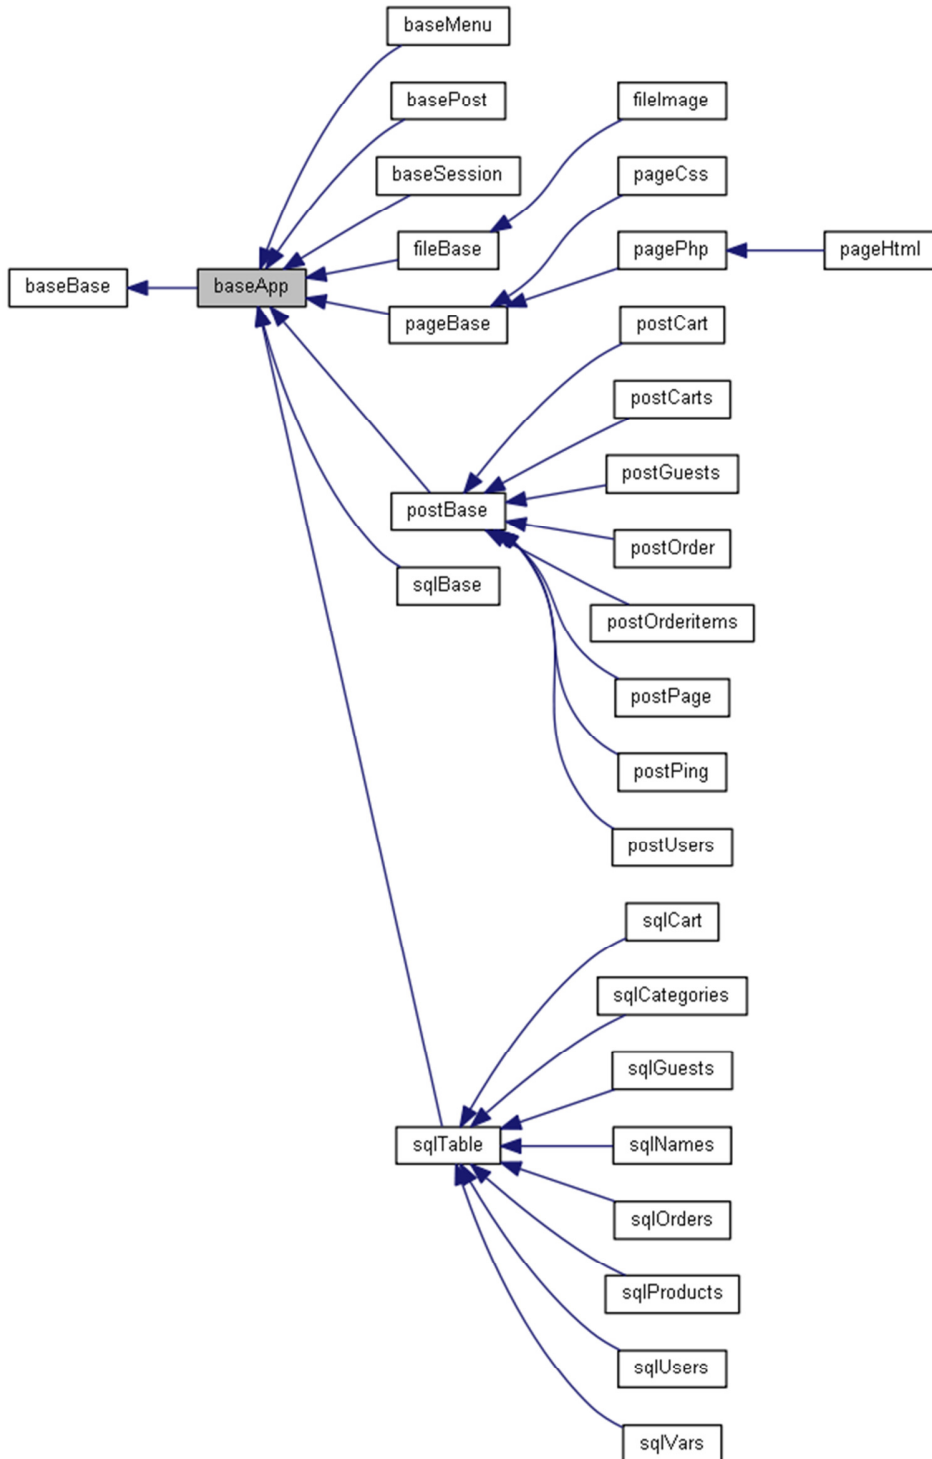 baseMenu
basePost
fileImage
baseSession
pageCss
fileBase
pagePhp
pageHtml
baseBase
baseApp
pageBase
postCart
postCarts
postGuests
postBase
postOrder
sqlBase
postOrderitems
postPage
postPing
postUsers
sqlCart
sqlCategories
sqlGuests
sqlTable
sqlNames
sqlOrders
sqlProducts
sqlUsers
sqlVars